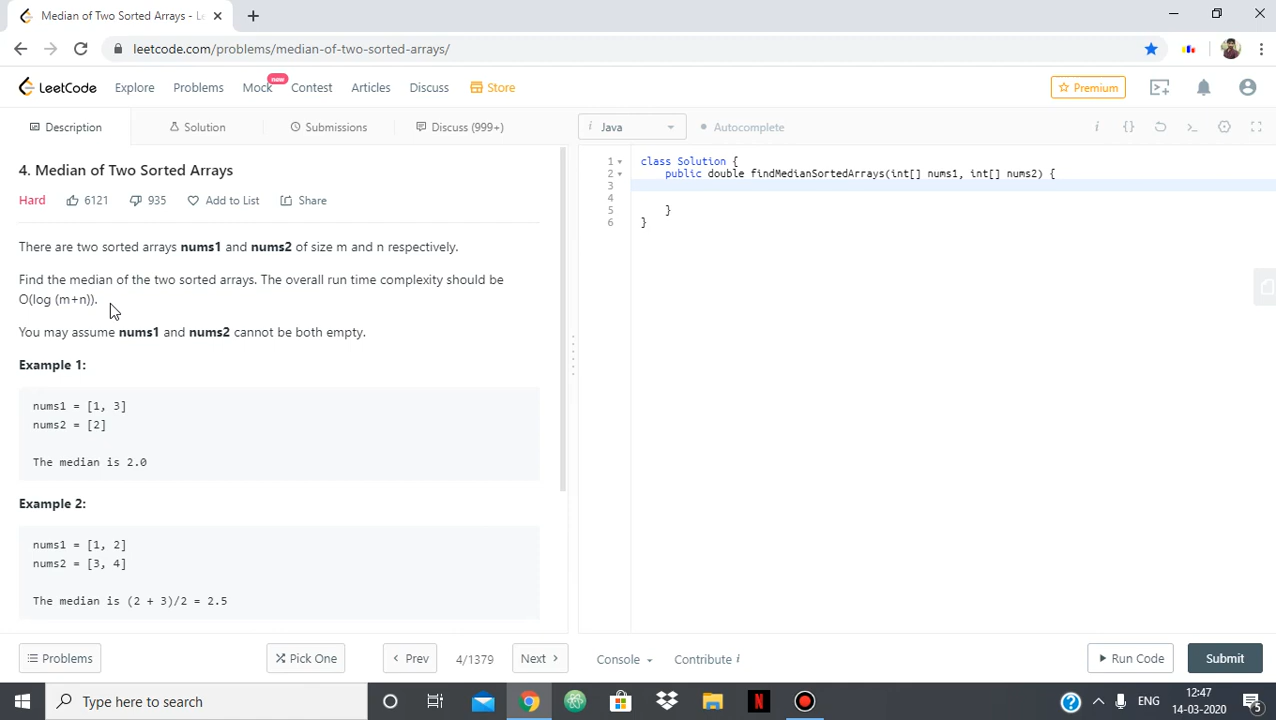 Median of Two Sorted Arrays - Le
leetcode.com/problems/median-of-two-sorted-arrays/
LeetCode Explore Problems Mock new Contest Articles Discuss Store Premium
Description Solution Submissions Discuss (999+)
i Java Autocomplete i {}
4. Median of Two Sorted Arrays
Hard 6121 935 Add to List Share
There are two sorted arrays nums1 and nums2 of size m and n respectively.
Find the median of the two sorted arrays. The overall run time complexity should be
O(log (m+n)).
You may assume nums1 and nums2 cannot be both empty.
Example 1:
nums1 = [1, 3]
nums2 = [2]
The median is 2.0
Example 2:
nums1 = [1, 2]
nums2 = [3, 4]
The median is (2 + 3)/2 = 2.5
1 class Solution {
2 public double findMedianSortedArrays(int[] nums1, int[] nums2) {
3
4
5 }
6 }
Problems Pick One Prev 4/1379 Next Console Contribute i Run Code Submit
Type here to search
ENG
12:47
14-03-2020
5